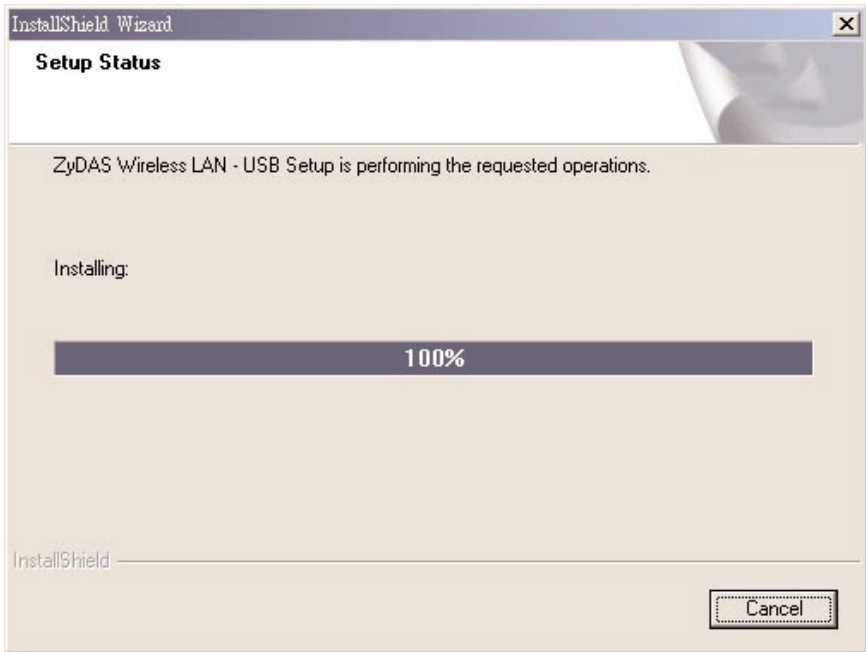 InstallShield Wizard
Setup Status
ZyDAS Wireless LAN - USB Setup is performing the requested operations.
Installing:
100%
InstallShield
Cancel